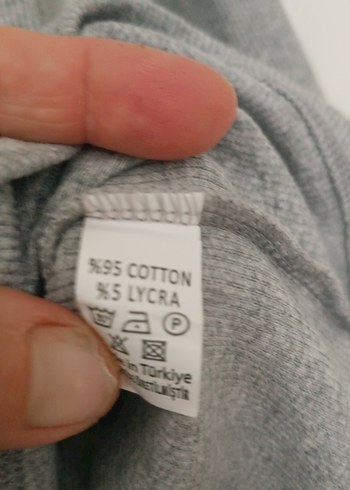 %95 COTTON
%5 LYCRA
P
in Türkiye